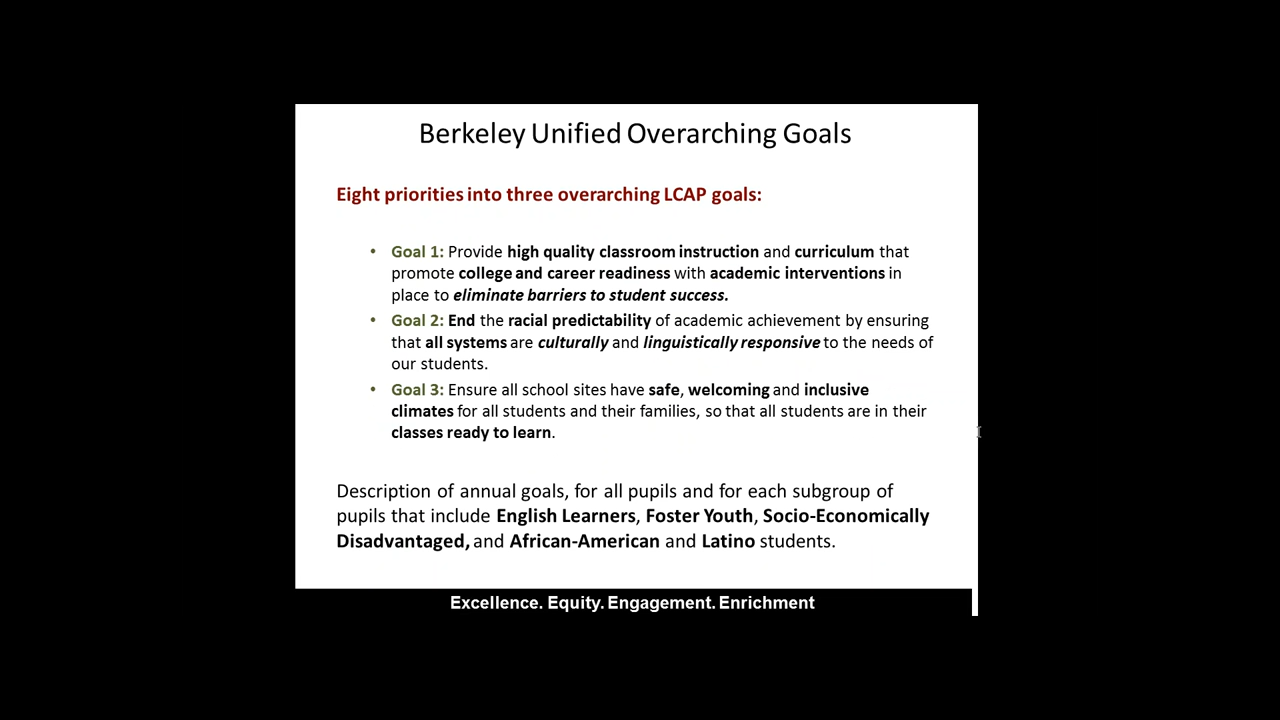 Berkeley Unified Overarching Goals
Eight priorities into three overarching LCAP goals:
• Goal 1: Provide high quality classroom instruction and curriculum that
promote college and career readiness with academic interventions in
place to eliminate barriers to student success.
• Goal 2: End the racial predictability of academic achievement by ensuring
that all systems are culturally and linguistically responsive to the needs of
our students.
• Goal 3: Ensure all school sites have safe, welcoming and inclusive
climates for all students and their families, so that all students are in their
classes ready to learn.
Description of annual goals, for all pupils and for each subgroup of
pupils that include English Learners, Foster Youth, Socio-Economically
Disadvantaged, and African-American and Latino students.
Excellence. Equity. Engagement. Enrichment